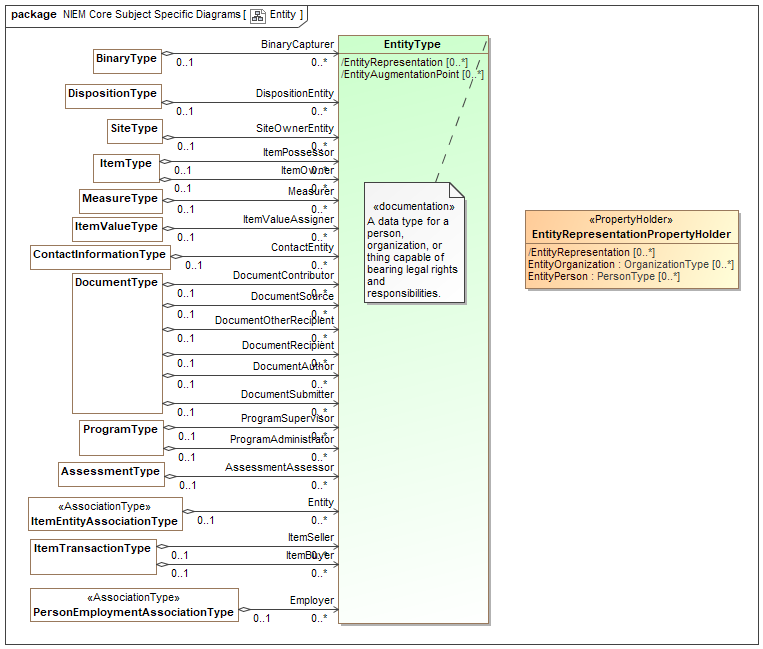 package NIEM Core Subject Specific Diagrams [ Entity ]
BinaryType
BinaryCapturer
0..1
0..*
DispositionType
DispositionEntity
0..1
0..*
SiteType
SiteOwnerEntity
0..1
0..*
ItemType
ItemPossessor
0..1
0..*
ItemOwner
0..1
0..*
MeasureType
Measurer
0..1
0..*
ItemValueType
ItemValueAssigner
0..1
0..*
ContactInformationType
ContactEntity
0..1
0..*
DocumentType
DocumentContributor
0..1
0..*
DocumentSource
0..1
0..*
DocumentOtherRecipient
0..1
0..*
DocumentRecipient
0..1
0..*
DocumentAuthor
0..1
0..*
DocumentSubmitter
0..1
0..*
ProgramType
ProgramSupervisor
0..1
0..*
ProgramAdministrator
0..1
0..*
AssessmentType
AssessmentAssessor
0..1
0..*
«AssociationType»
ItemEntityAssociationType
Entity
0..1
0..*
ItemTransactionType
ItemSeller
0..1
0..*
ItemBuyer
0..1
0..*
«AssociationType»
PersonEmploymentAssociationType
Employer
0..1
0..*
EntityType
/EntityRepresentation [0..*]
/EntityAugmentationPoint [0..*]
«documentation»
A data type for a
person,
organization, or
thing capable of
bearing legal rights
and
responsibilities.
«PropertyHolder»
EntityRepresentationPropertyHolder
/EntityRepresentation [0..*]
EntityOrganization : OrganizationType [0..*]
EntityPerson : PersonType [0..*]